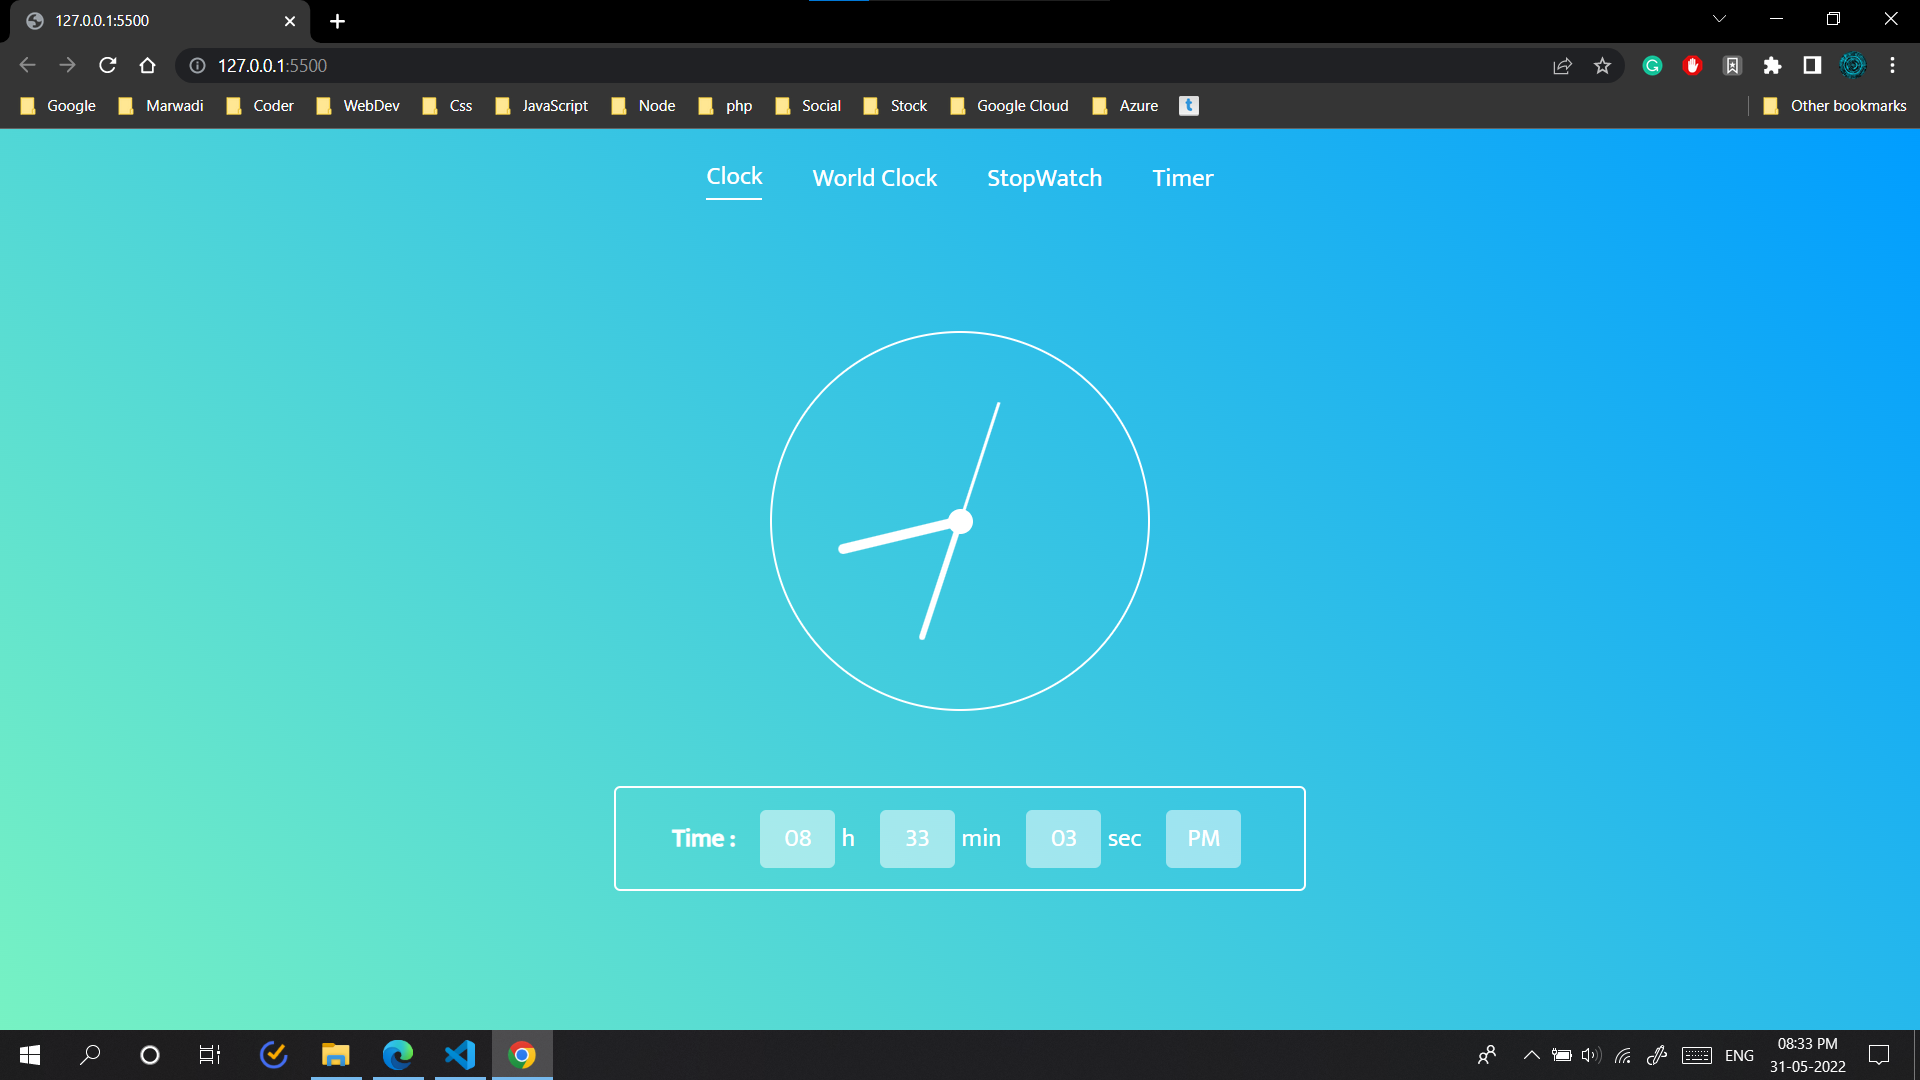 127.0.0.1:5500
127.0.0.1:5500
Google Marwadi Coder WebDev Css JavaScript Node php Social Stock Google Cloud Azure t Other bookmarks
Clock World Clock StopWatch Timer
Time : 08 h 33 min 03 sec PM
ENG
08:33 PM
31-05-2022